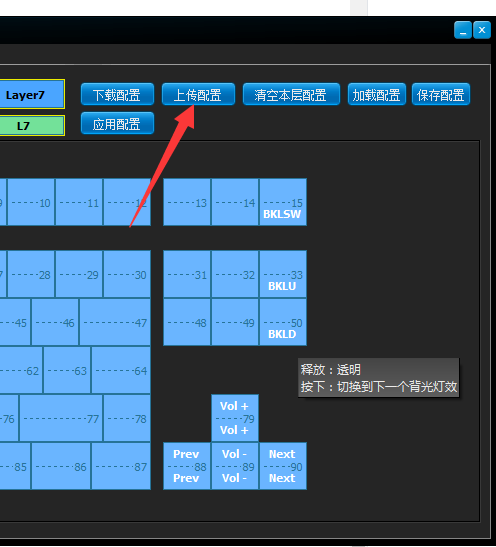 Layer7
下载配置 上传配置 清空本层配置 加载配置 保存配置
L7
应用配置
9 10 11 12 13 14 15
BKLSW
7 28 29 30 31 32 33
BKLU
45 46 47 48 49 50
BKLD
62 63 64
释放：透明
按下：切换到下一个背光灯效
Vol +
76 77 78 79
Vol +
Prev Vol - Next
85 86 87 88 89 90
Prev Vol - Next